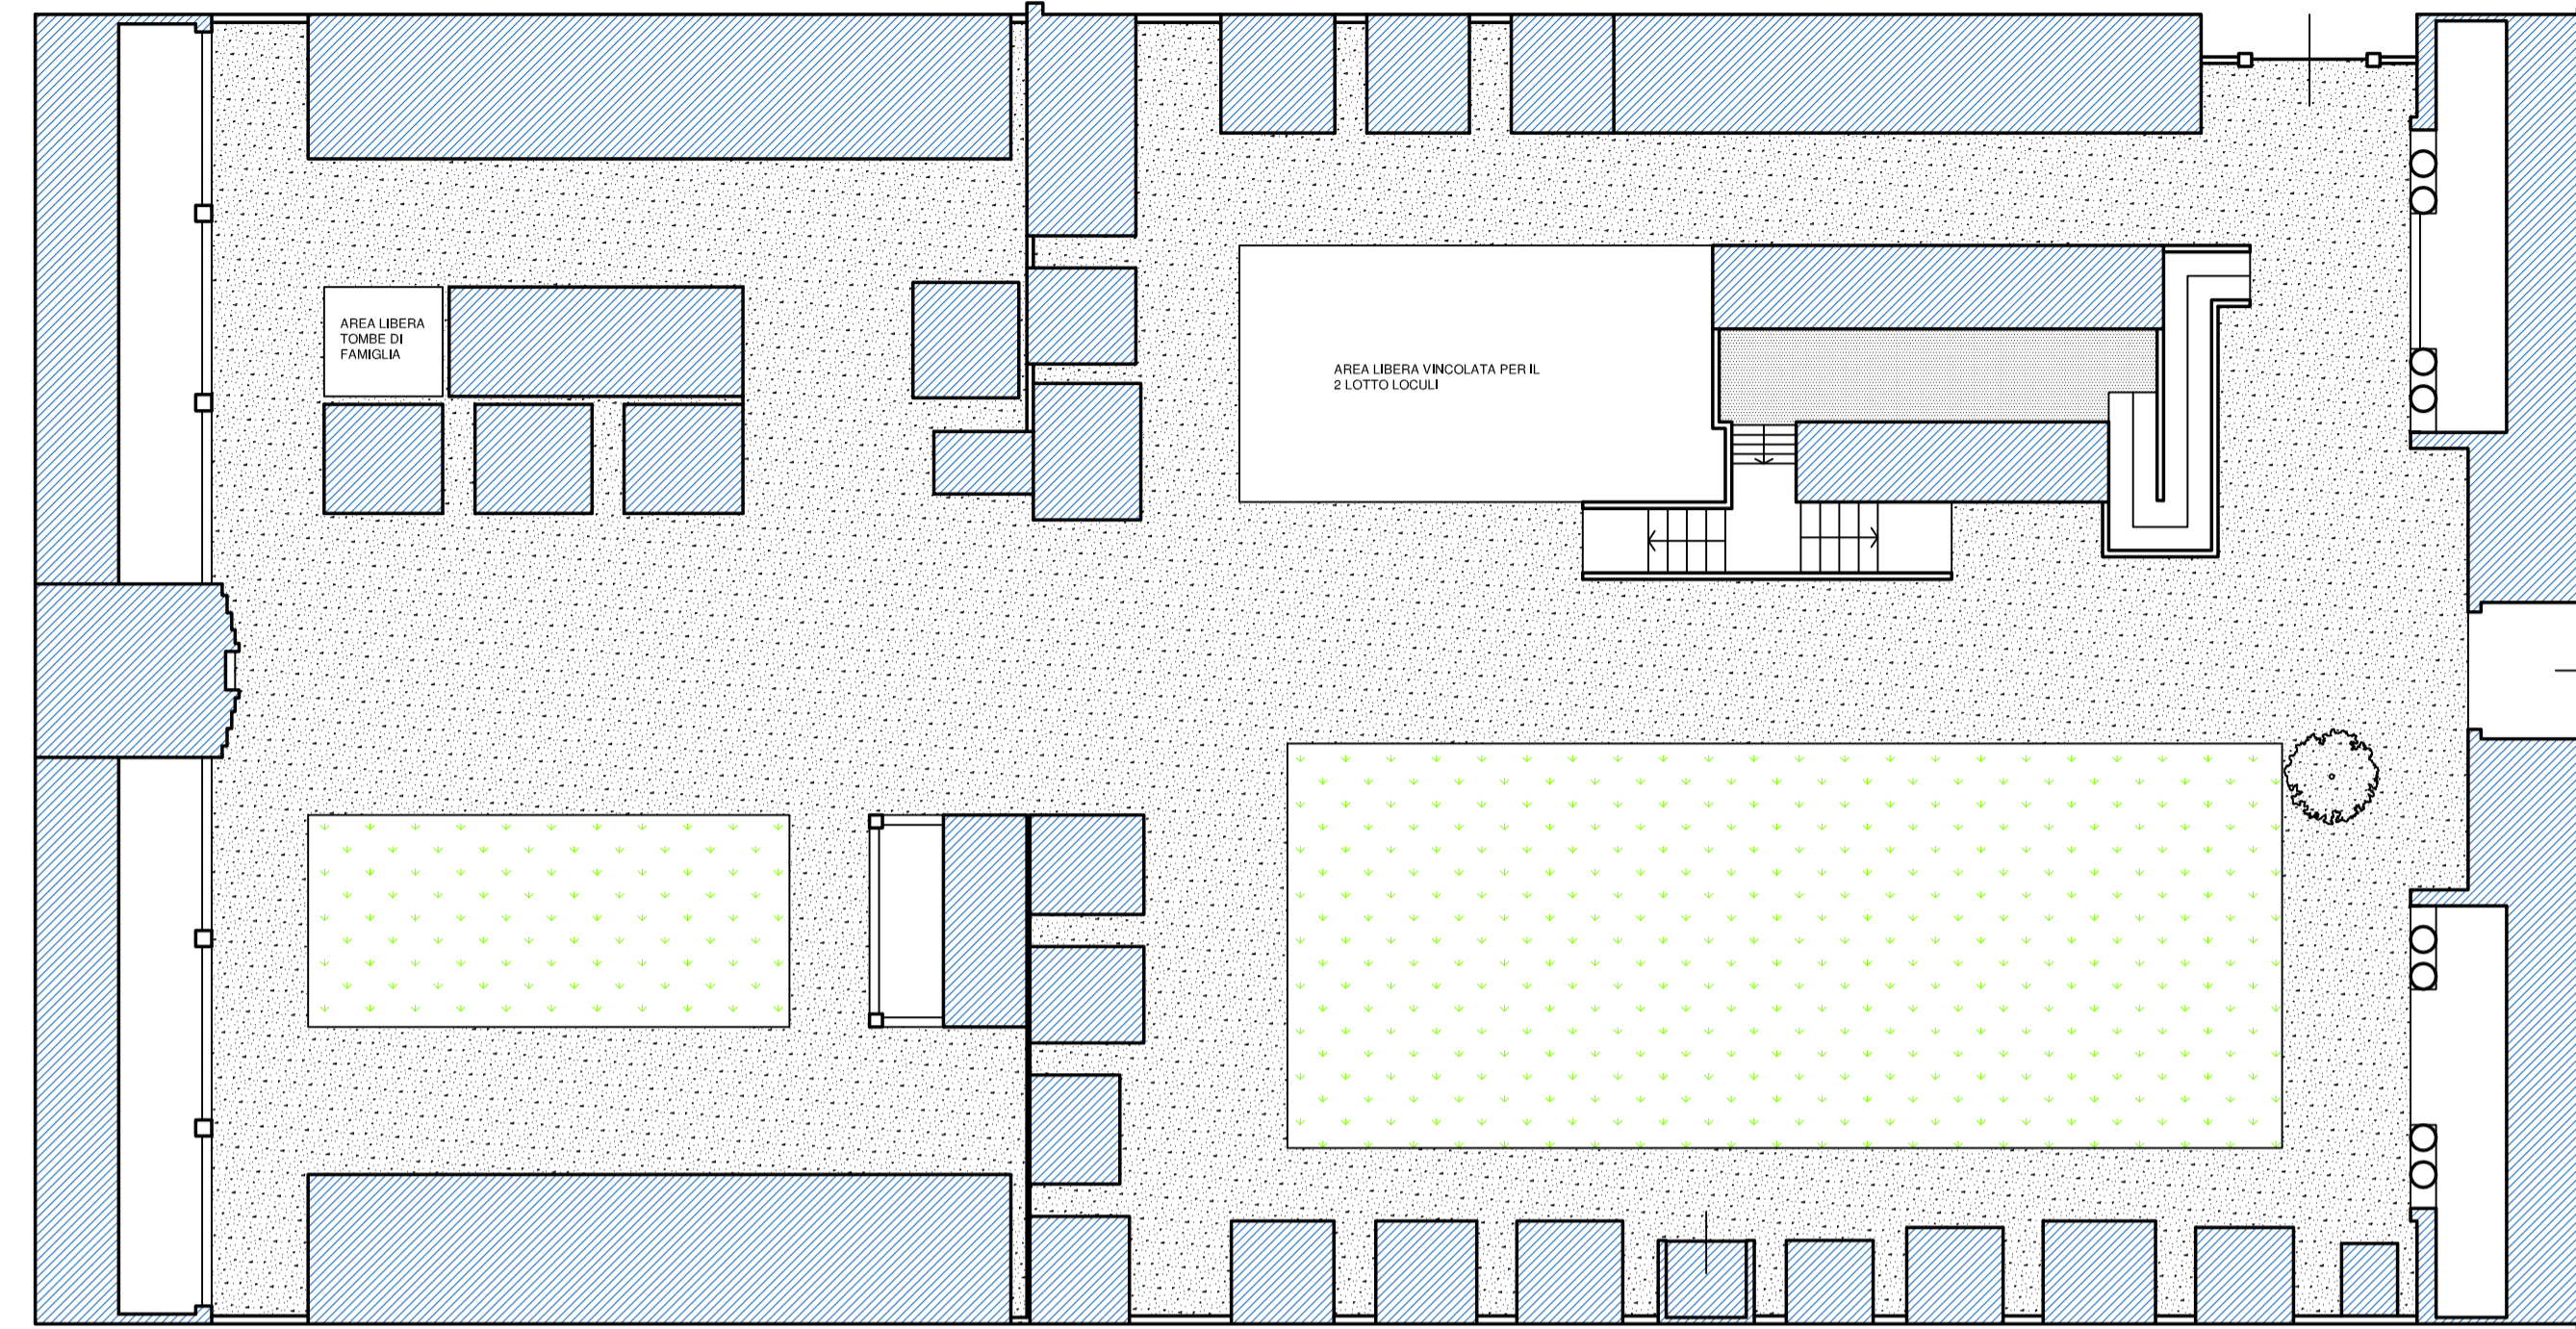 AREA LIBERA
TOMBE DI
FAMIGLIA
AREA LIBERA VINCOLATA PER IL
2 LOTTO LOCULI